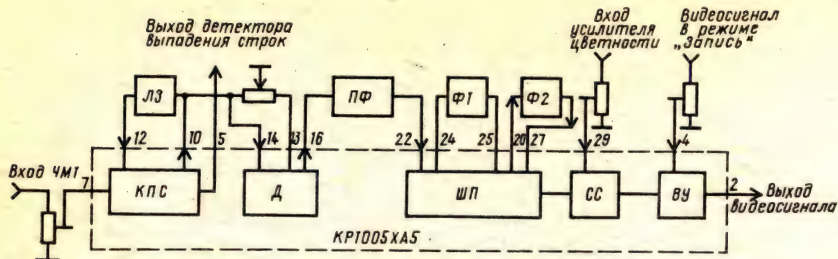 Выход детектора
выпадения строк
Вход
усилителя
цветности
Видеосигнал
в режиме
„Запись"
ЛЗ
ПФ
Ф1
Ф2
12
10
5
14
13
16
22
24
25
20
27
29
4
Вход ЧМ1
7
КПС
Д
ШП
СС
ВУ
2
Выход
видеосигнала
КР1005ХА5